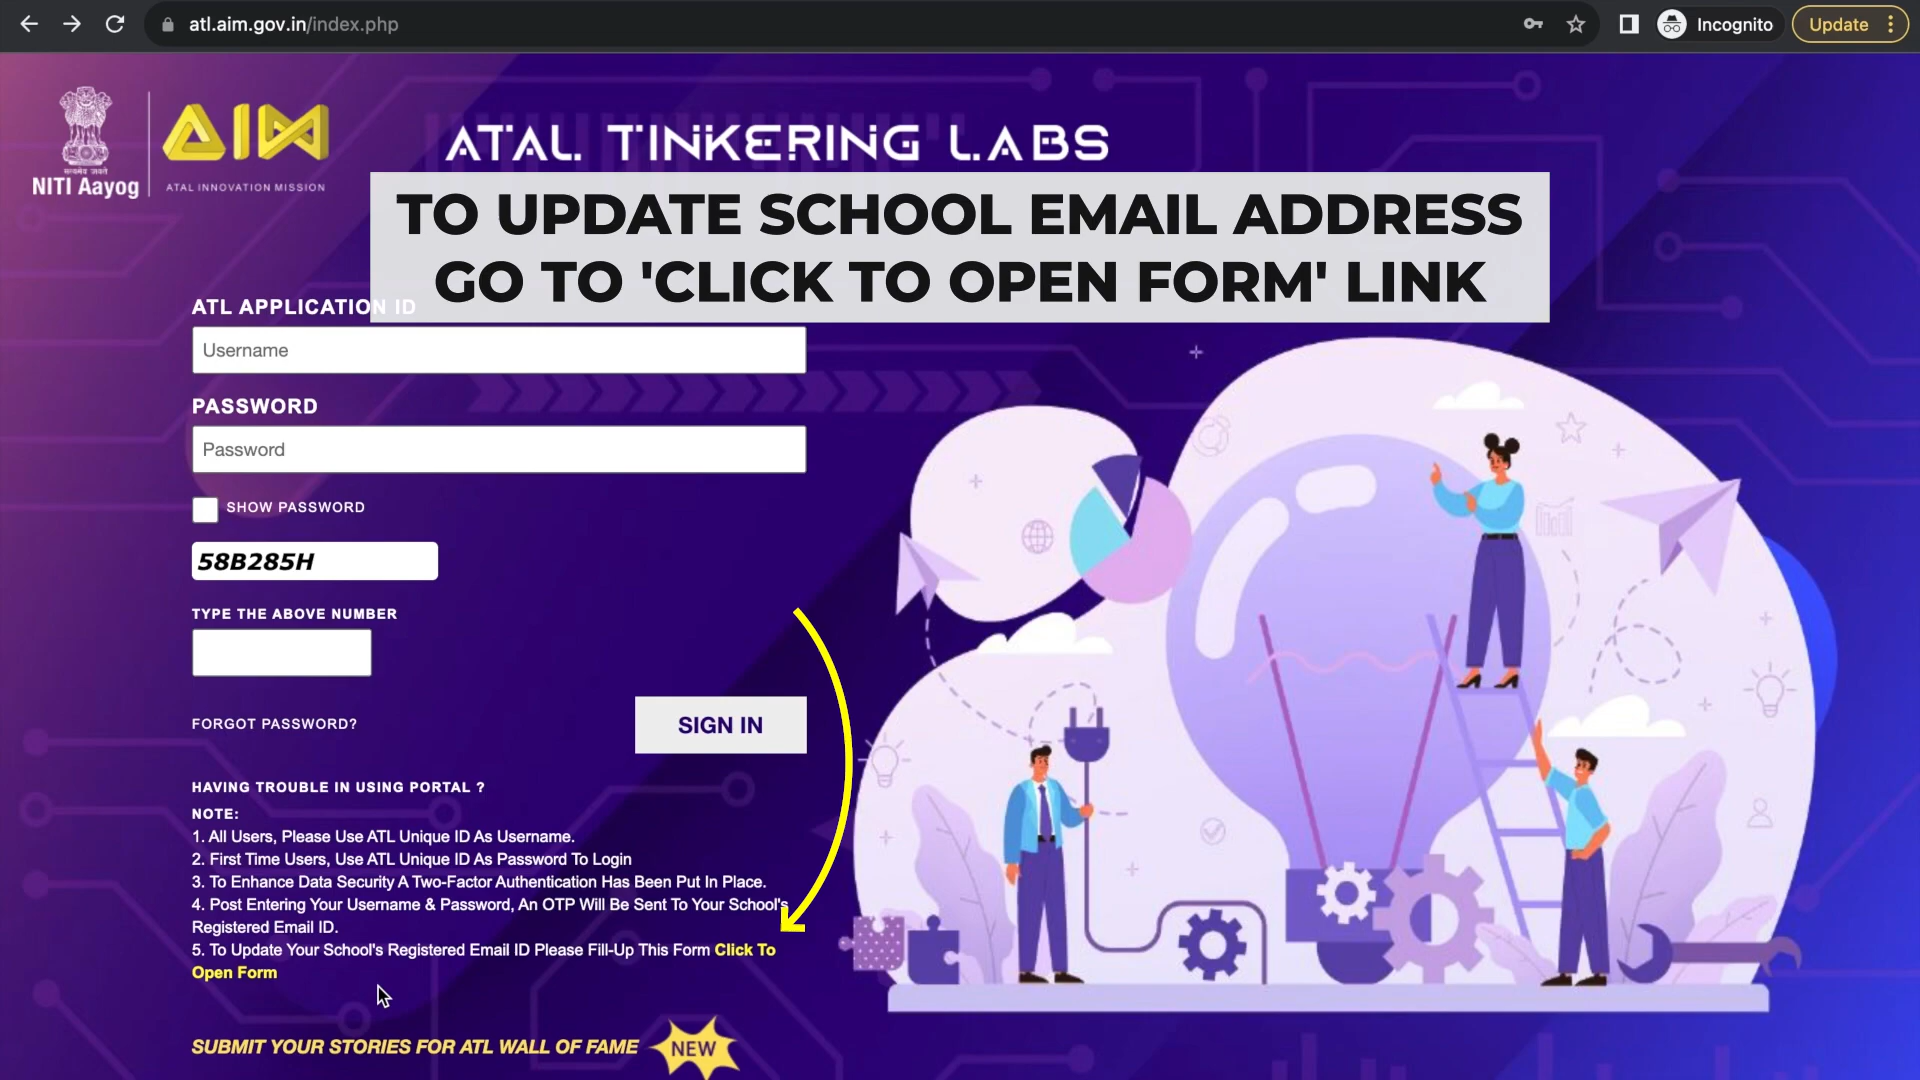 atl.aim.gov.in/index.php
Incognito
Update
सत्यमेव जयते
NITI Aayog
AIM
ATAL INNOVATION MISSION
ATAL TINKERING LABS
TO UPDATE SCHOOL EMAIL ADDRESS
GO TO 'CLICK TO OPEN FORM' LINK
ATL APPLICATION ID
Username
PASSWORD
Password
SHOW PASSWORD
58B285H
TYPE THE ABOVE NUMBER
FORGOT PASSWORD?
SIGN IN
HAVING TROUBLE IN USING PORTAL ?
NOTE:
1. All Users, Please Use ATL Unique ID As Username.
2. First Time Users, Use ATL Unique ID As Password To Login
3. To Enhance Data Security A Two-Factor Authentication Has Been Put In Place.
4. Post Entering Your Username & Password, An OTP Will Be Sent To Your School's
Registered Email ID.
5. To Update Your School's Registered Email ID Please Fill-Up This Form Click To
Open Form
SUBMIT YOUR STORIES FOR ATL WALL OF FAME
NEW